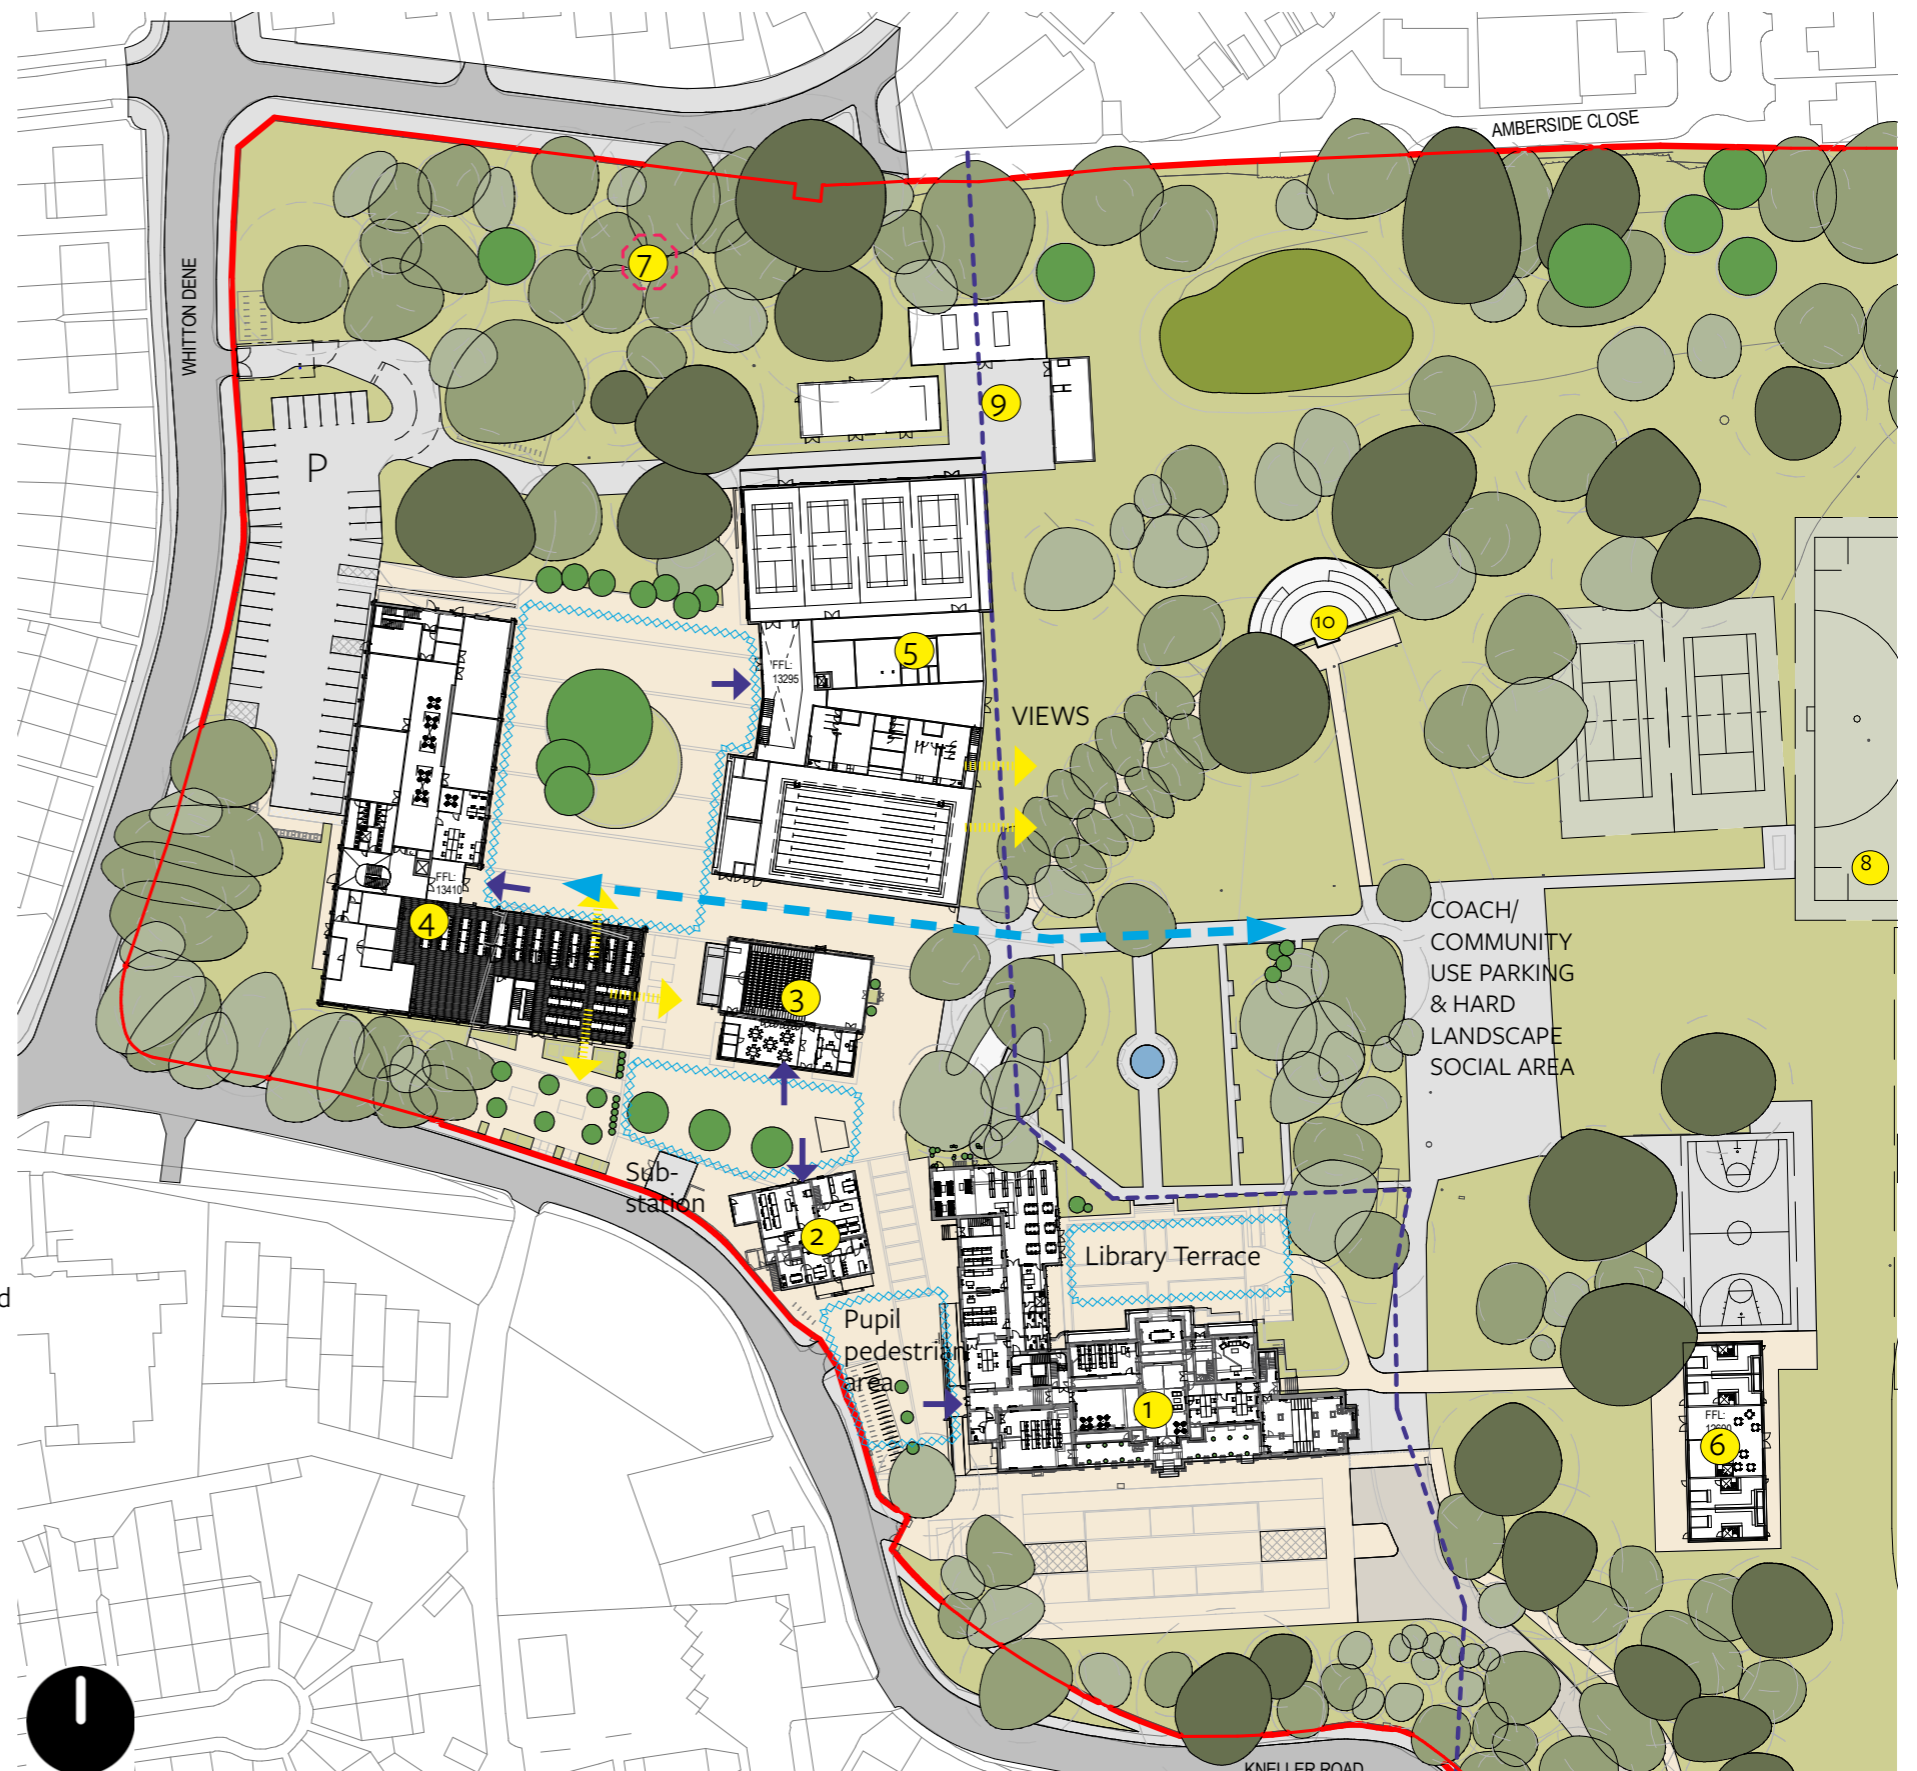 AMBERSIDE CLOSE
7
WHITTON DENE
9
P
10
5
FFL:
13295
VIEWS
8
FFL:
13410
4
COACH/
COMMUNITY
USE PARKING
& HARD
LANDSCAPE
SOCIAL AREA
3
Sub-
station
2
Library Terrace
d
Pupil
pedestrian
area
1
FFL:
6
KNELLER ROAD